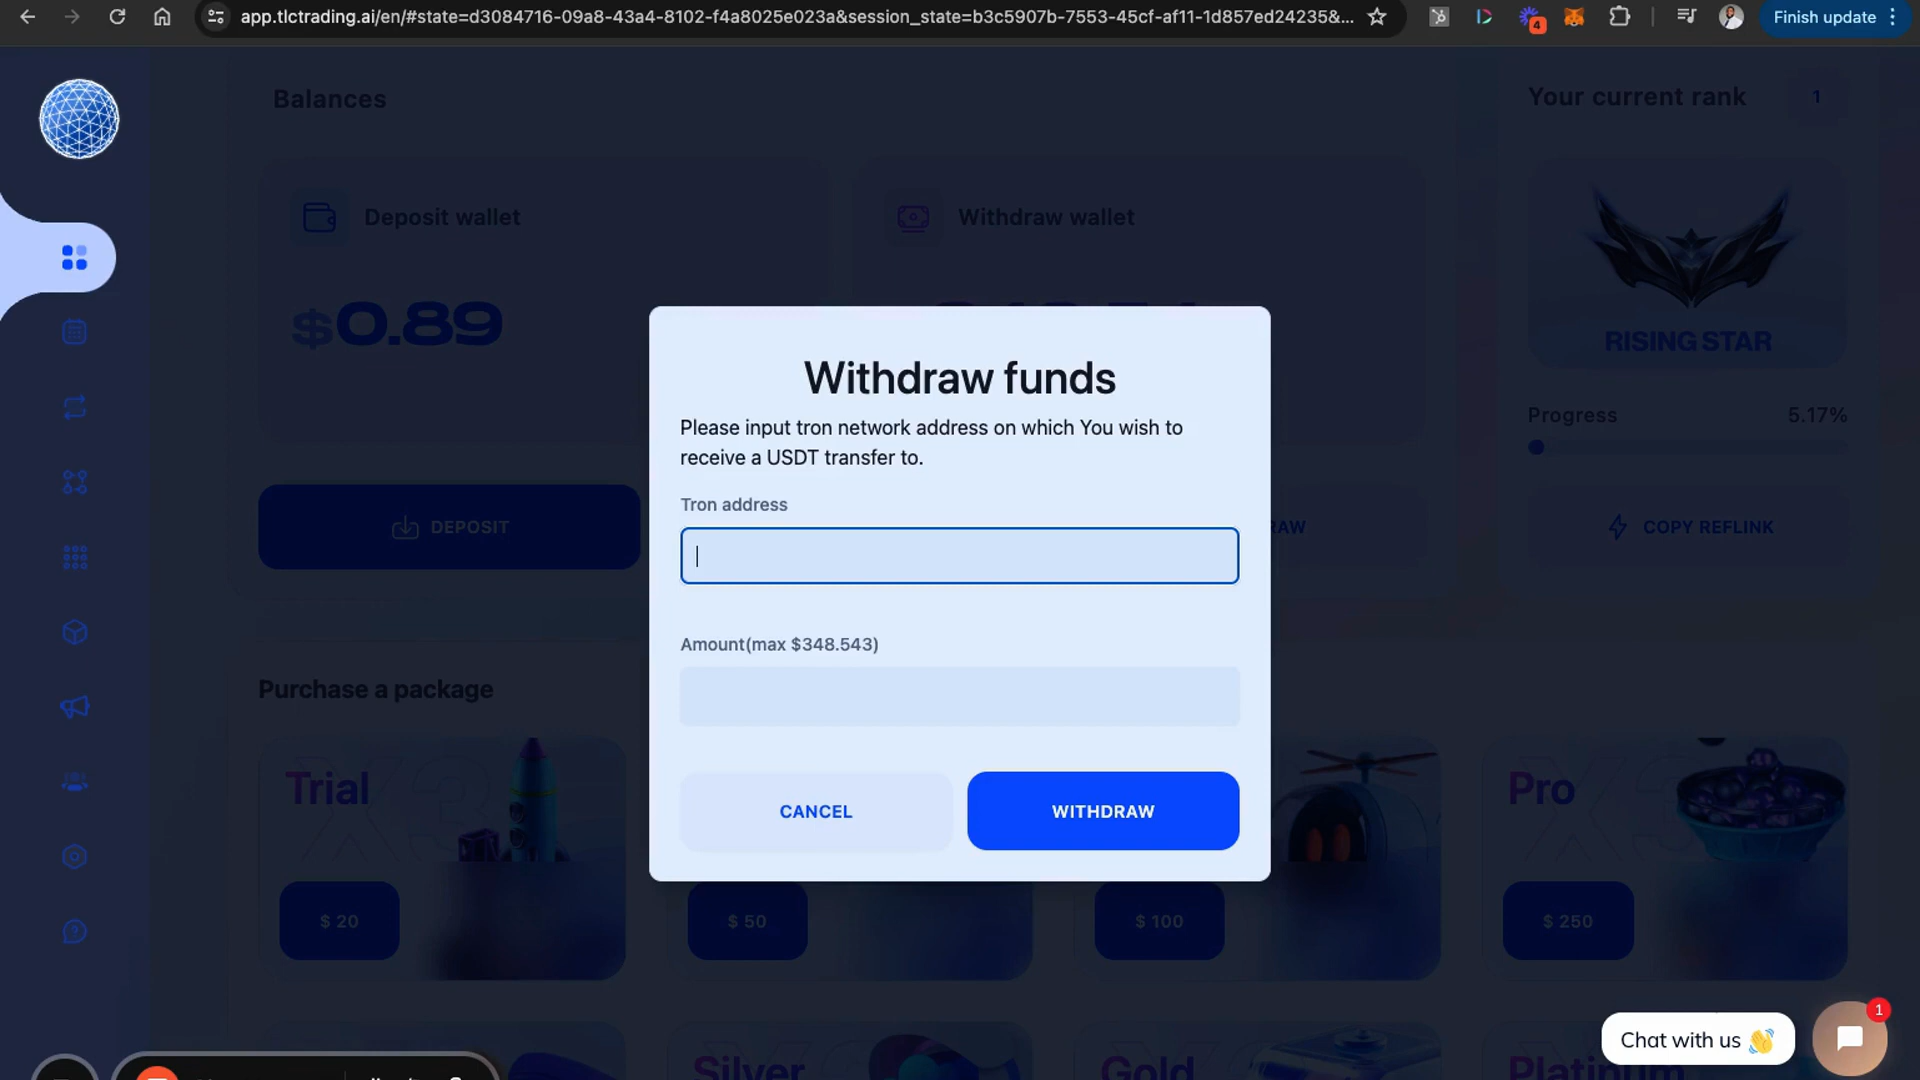 app.tlctrading.ai/en/#state=d3084716-09a8-43a4-8102-f4a8025e023a&session_state=b3c5907b-7553-45cf-af11-1d857ed24235&...
4
Finish update
Balances
Your current rank
1
Deposit wallet
Withdraw wallet
$0.89
RISING STAR
Progress
5.17%
DEPOSIT
RAW
COPY REFLINK
Withdraw funds
Please input tron network address on which You wish to
receive a USDT transfer to.
Tron address
Amount(max $348.543)
CANCEL
WITHDRAW
Purchase a package
Trial
X3
Pro
X3
$ 20
$ 50
$ 100
$ 250
Silver
Gold
Platinum
Chat with us 👋
1